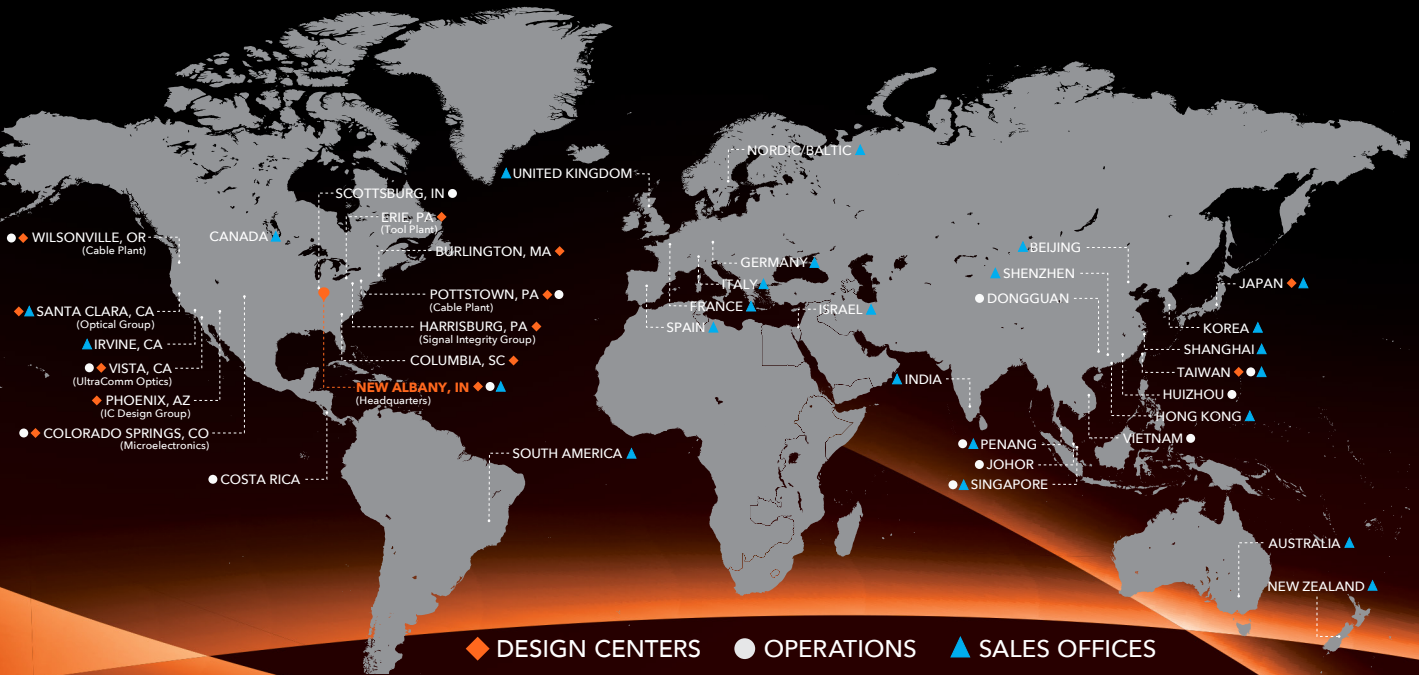 NORDIC/BALTIC
UNITED KINGDOM
SCOTTSBURG, IN
ERIE, PA
(Tool Plant)
WILSONVILLE, OR
(Cable Plant)
CANADA
BURLINGTON, MA
BEIJING
GERMANY
SHENZHEN
ITALY
JAPAN
POTTSTOWN, PA
(Cable Plant)
DONGGUAN
FRANCE
ISRAEL
SANTA CLARA, CA
(Optical Group)
HARRISBURG, PA
(Signal Integrity Group)
SPAIN
KOREA
IRVINE, CA
SHANGHAI
COLUMBIA, SC
VISTA, CA
(UltraComm Optics)
TAIWAN
INDIA
NEW ALBANY, IN
(Headquarters)
HUIZHOU
PHOENIX, AZ
(IC Design Group)
HONG KONG
COLORADO SPRINGS, CO
(Microelectronics)
VIETNAM
PENANG
SOUTH AMERICA
JOHOR
COSTA RICA
SINGAPORE
AUSTRALIA
NEW ZEALAND
DESIGN CENTERS
OPERATIONS
SALES OFFICES